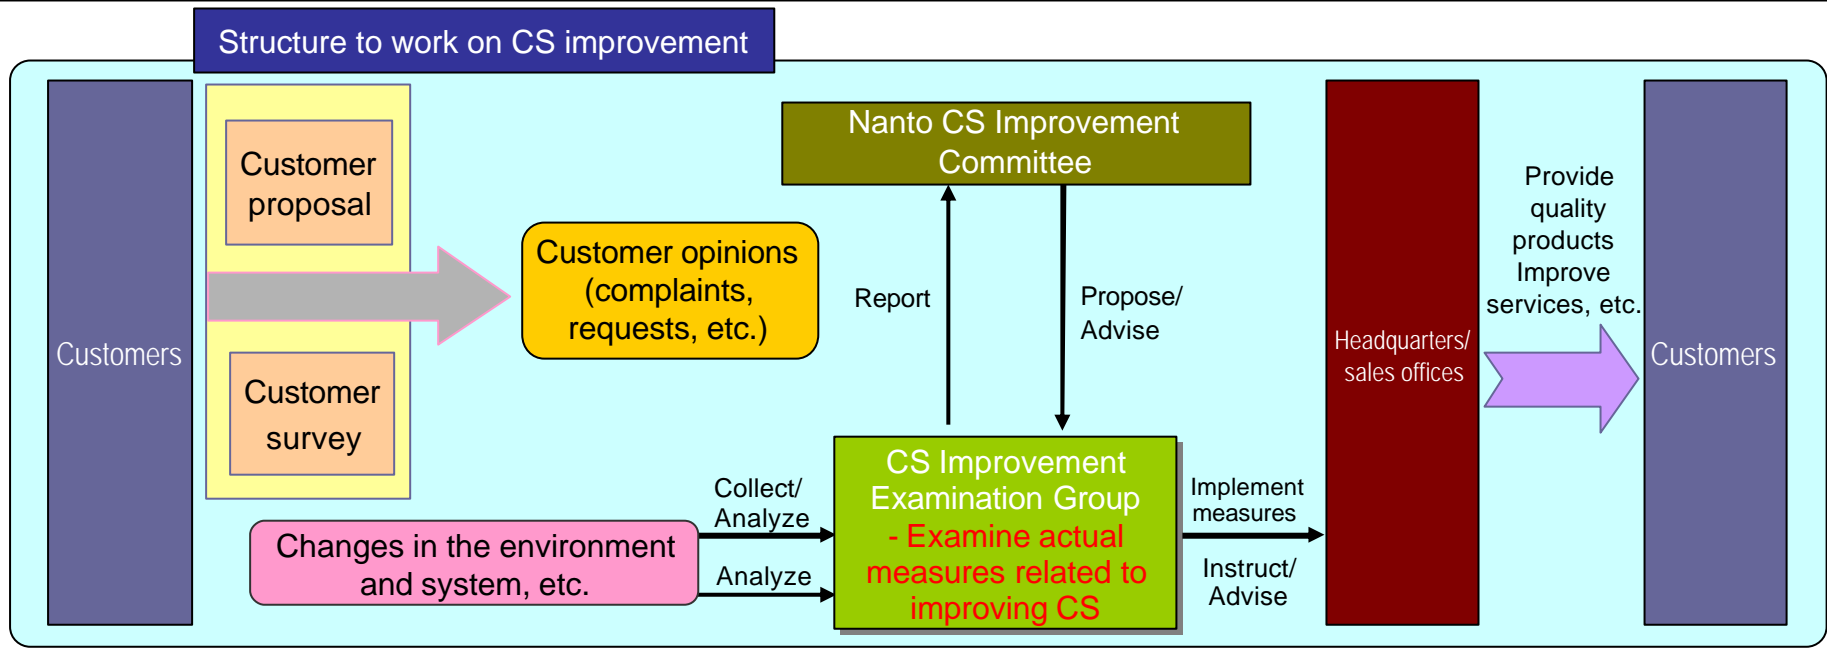 Structure to work on CS improvement
Customers
Customer
proposal
Customer
survey
Customer opinions
(complaints,
requests, etc.)
Changes in the environment
and system, etc.
Collect/
Analyze
Analyze
Nanto CS Improvement
Committee
Report
Propose/
Advise
CS Improvement
Examination Group
- Examine actual
measures related to
improving CS
Implement
measures
Instruct/
Advise
Headquarters/
sales offices
Provide
quality
products
Improve
services, etc.
Customers